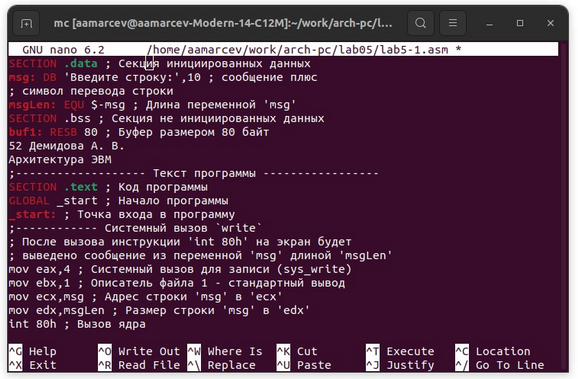 mc [aamarcev@aamarcev-Modern-14-C12M]:~/work/arch-pc/l...
GNU nano 6.2 /home/aamarcev/work/arch-pc/lab05/lab5-1.asm *
SECTION .data ; Секция инициированных данных
msg: DB 'Введите строку:',10 ; сообщение плюс
; символ перевода строки
msgLen: EQU $-msg ; Длина переменной 'msg'
SECTION .bss ; Секция не инициированных данных
buf1: RESB 80 ; Буфер размером 80 байт
52 Демидова А. В.
Архитектура ЭВМ
;------------------- Текст программы -----------------
SECTION .text ; Код программы
GLOBAL _start ; Начало программы
_start: ; Точка входа в программу
;------------ Системный вызов `write`
; После вызова инструкции 'int 80h' на экран будет
; выведено сообщение из переменной 'msg' длиной 'msgLen'
mov eax,4 ; Системный вызов для записи (sys_write)
mov ebx,1 ; Описатель файла 1 - стандартный вывод
mov ecx,msg ; Адрес строки 'msg' в 'ecx'
mov edx,msgLen ; Размер строки 'msg' в 'edx'
int 80h ; Вызов ядра
^G Help ^O Write Out ^W Where Is ^K Cut ^T Execute ^C Location
^X Exit ^R Read File ^\ Replace ^U Paste ^J Justify ^/ Go To Line